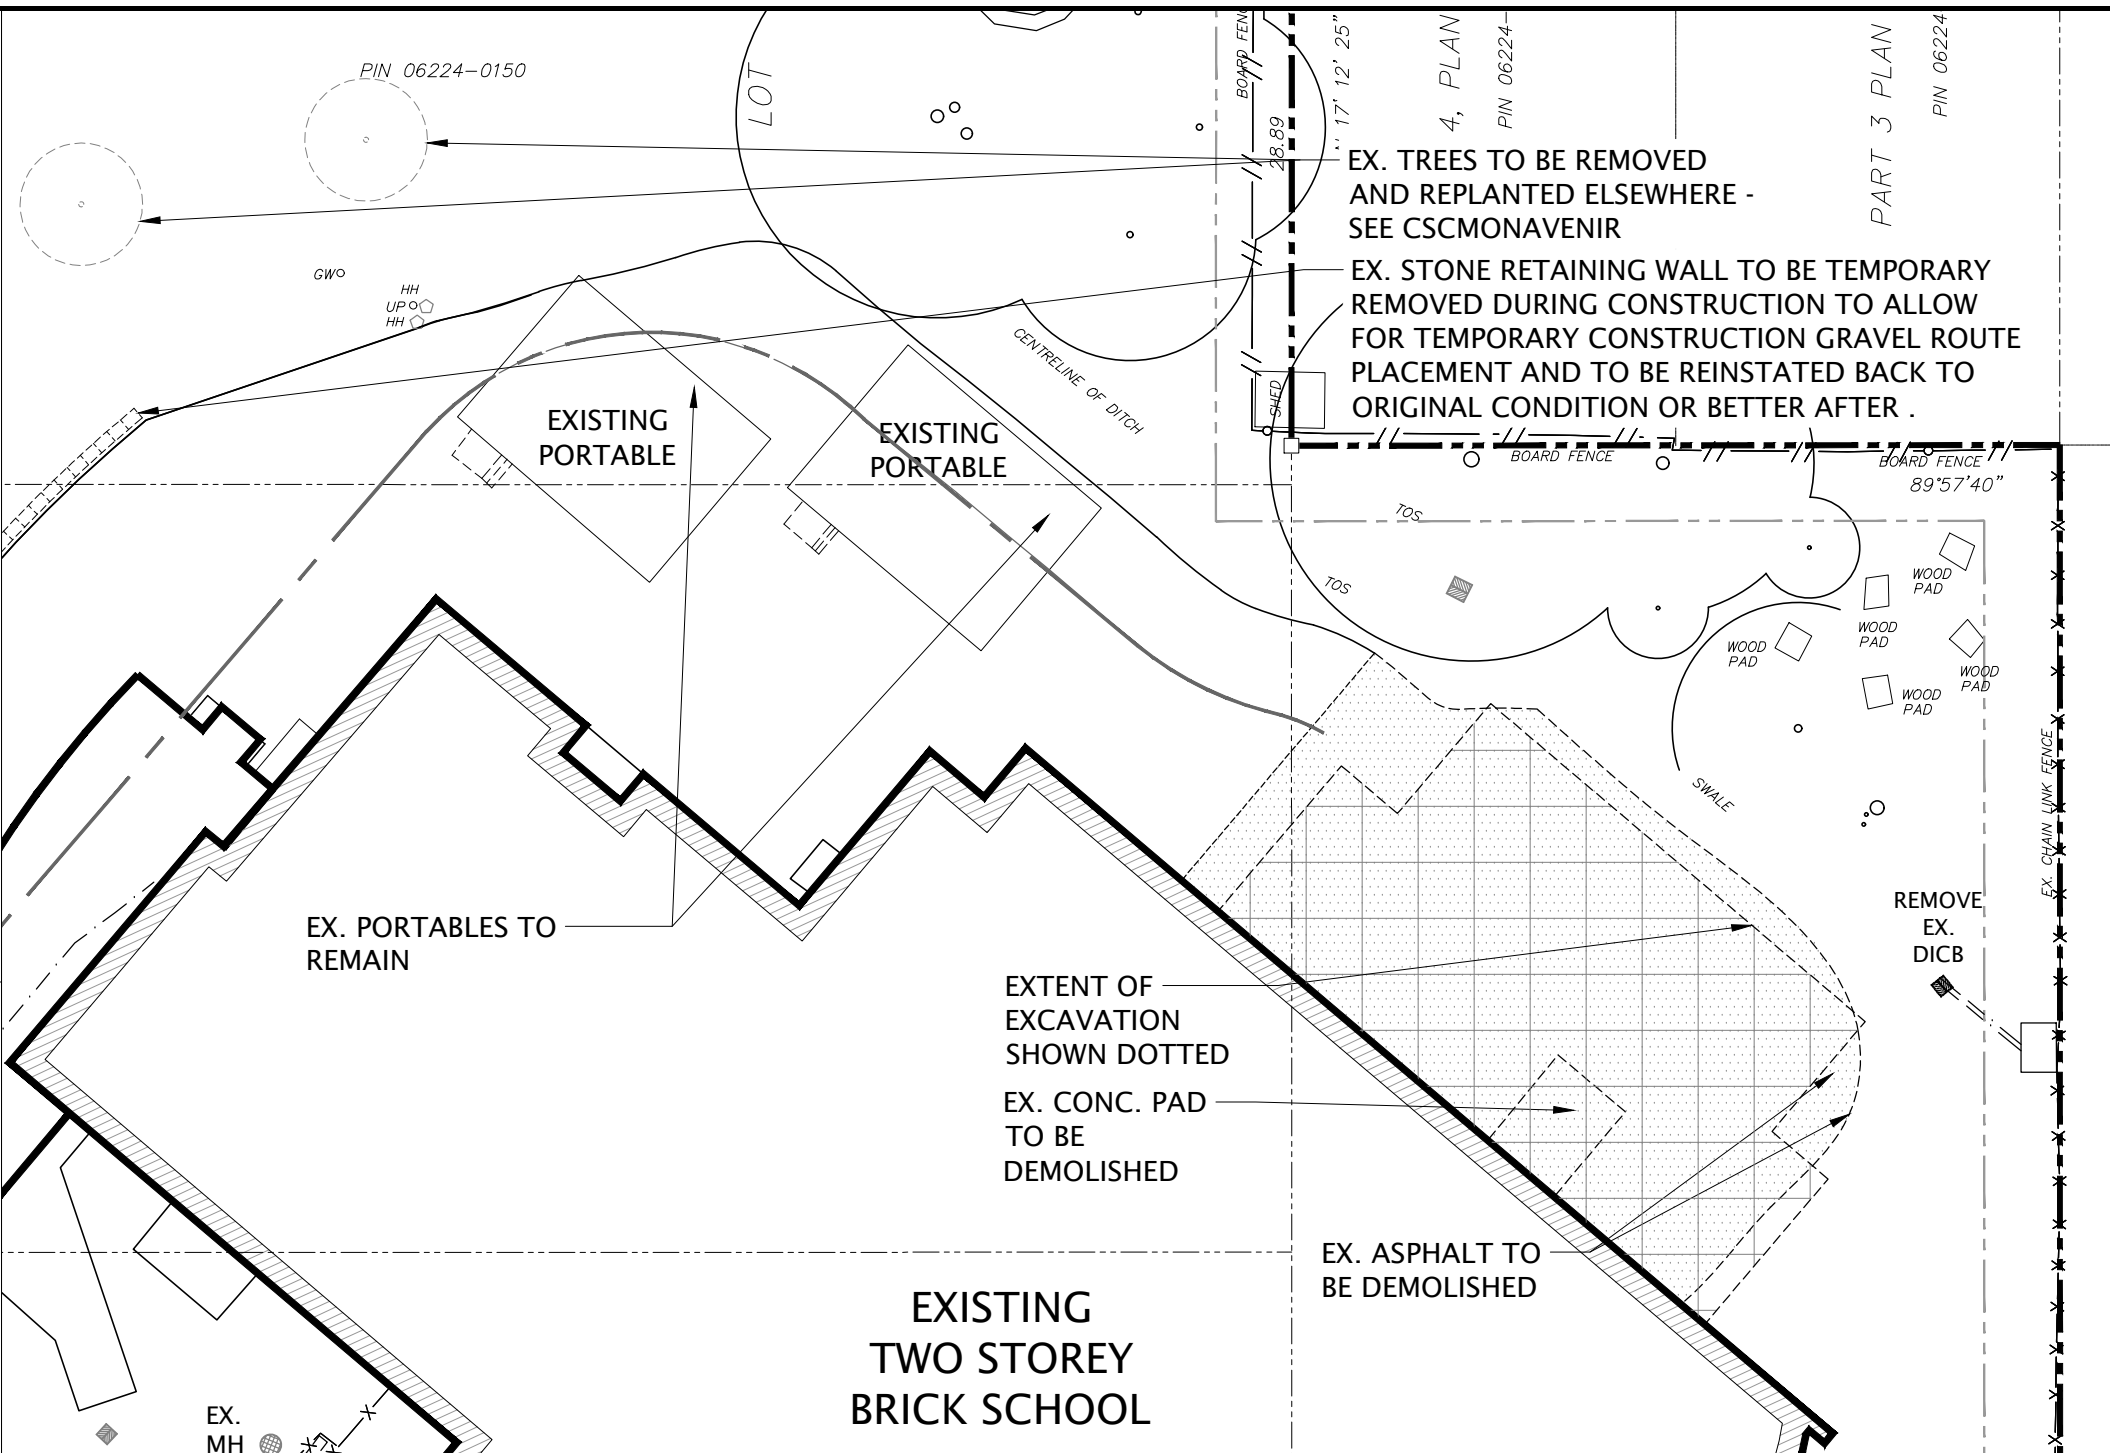 PIN 06224-0150
LOT
BOARD FENC
28.89
17' 12' 25"
4, PLAN
PIN 06224-
PART 3 PLAN
PIN 06224-
EX. TREES TO BE REMOVED
AND REPLANTED ELSEWHERE -
SEE CSCMONAVENIR
EX. STONE RETAINING WALL TO BE TEMPORARY
REMOVED DURING CONSTRUCTION TO ALLOW
FOR TEMPORARY CONSTRUCTION GRAVEL ROUTE
PLACEMENT AND TO BE REINSTATED BACK TO
ORIGINAL CONDITION OR BETTER AFTER .
GW
HH
UP
HH
CENTRELINE OF DITCH
SHED
EXISTING
PORTABLE
EXISTING
PORTABLE
BOARD FENCE
BOARD FENCE
89°57'40"
TOS
TOS
WOOD
PAD
WOOD
PAD
WOOD
PAD
WOOD
PAD
WOOD
PAD
SWALE
EX. CHAIN LINK FENCE
REMOVE
EX.
DICB
EX. PORTABLES TO
REMAIN
EXTENT OF
EXCAVATION
SHOWN DOTTED
EX. CONC. PAD
TO BE
DEMOLISHED
EX. ASPHALT TO
BE DEMOLISHED
EXISTING
TWO STOREY
BRICK SCHOOL
EX.
MH